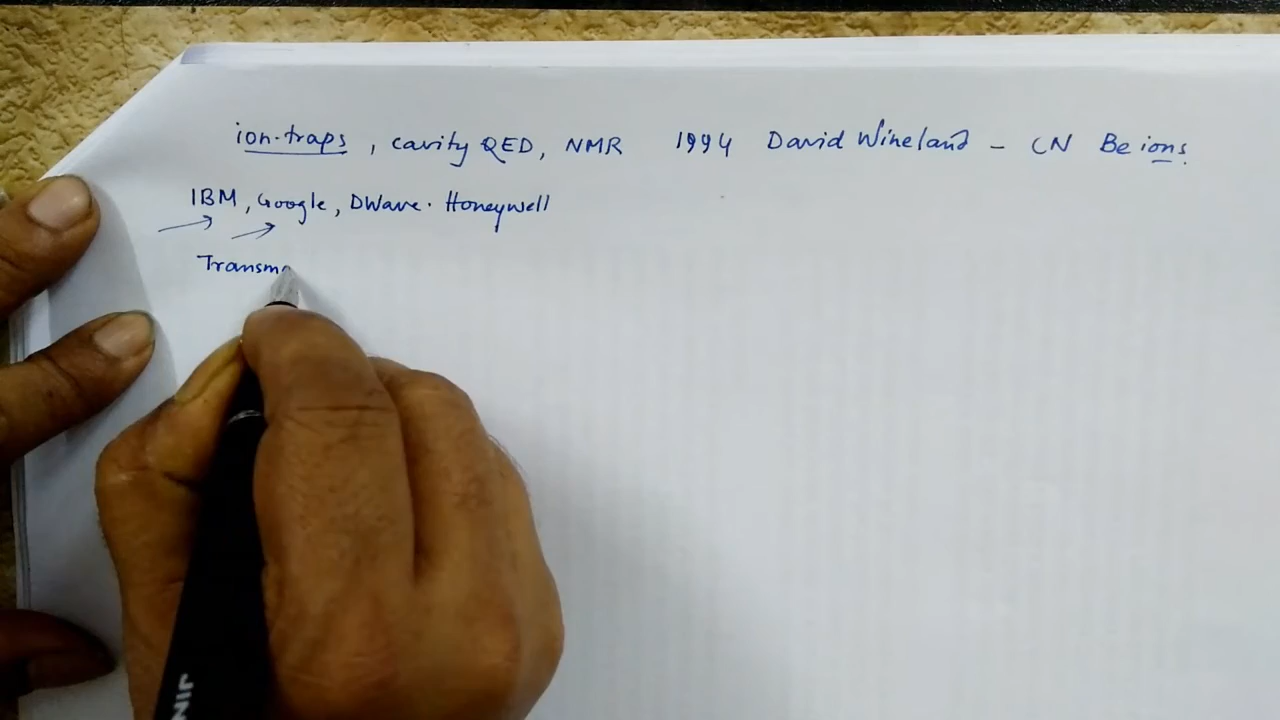 ion-traps, cavity QED, NMR 1994 David Wineland - CN Be ions.
IBM, Google, DWave. Honeywell
Transm